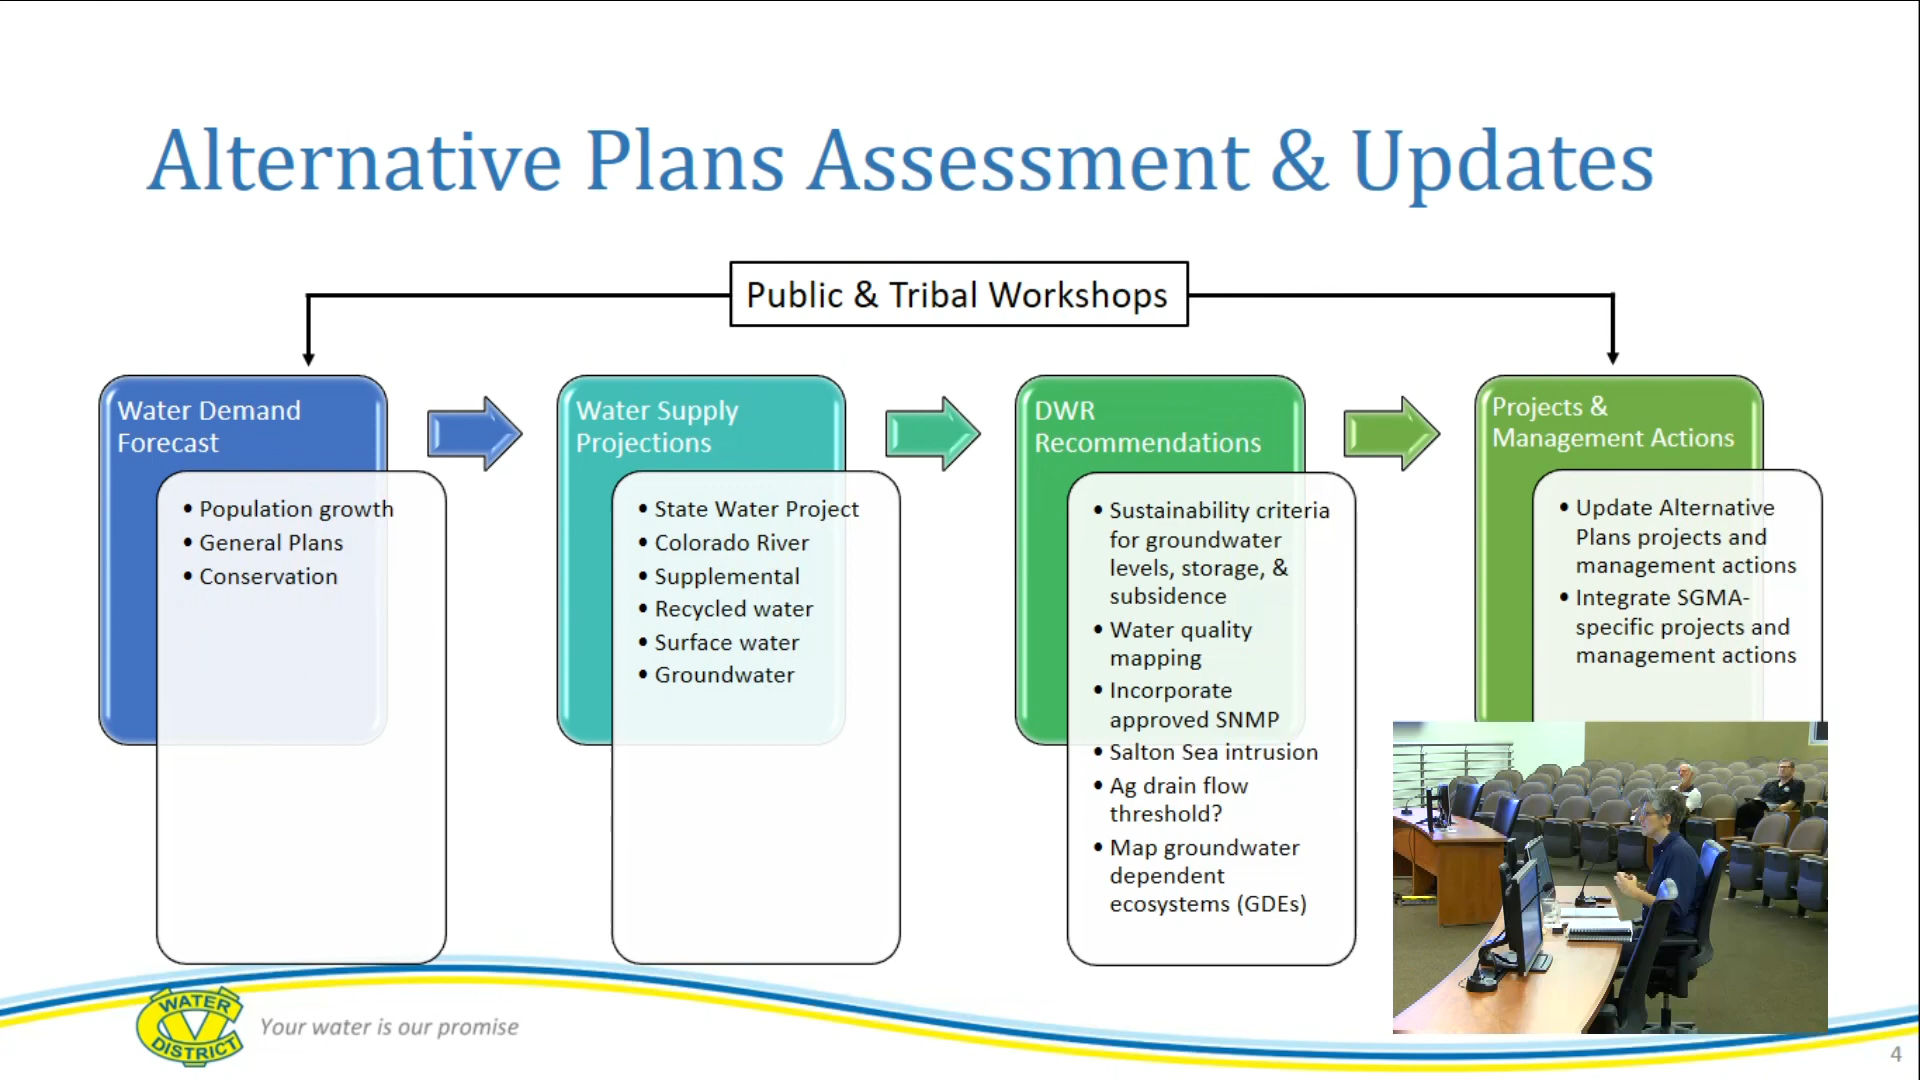 Alternative Plans Assessment & Updates
Public & Tribal Workshops
Water Demand
Forecast
• Population growth
• General Plans
• Conservation
Water Supply
Projections
• State Water Project
• Colorado River
• Supplemental
• Recycled water
• Surface water
• Groundwater
DWR
Recommendations
• Sustainability criteria
for groundwater
levels, storage, &
subsidence
• Water quality
mapping
• Incorporate
approved SNMP
• Salton Sea intrusion
• Ag drain flow
threshold?
• Map groundwater
dependent
ecosystems (GDEs)
Projects &
Management Actions
• Update Alternative
Plans projects and
management actions
• Integrate SGMA-
specific projects and
management actions
WATER
CV
DISTRICT
Your water is our promise
4